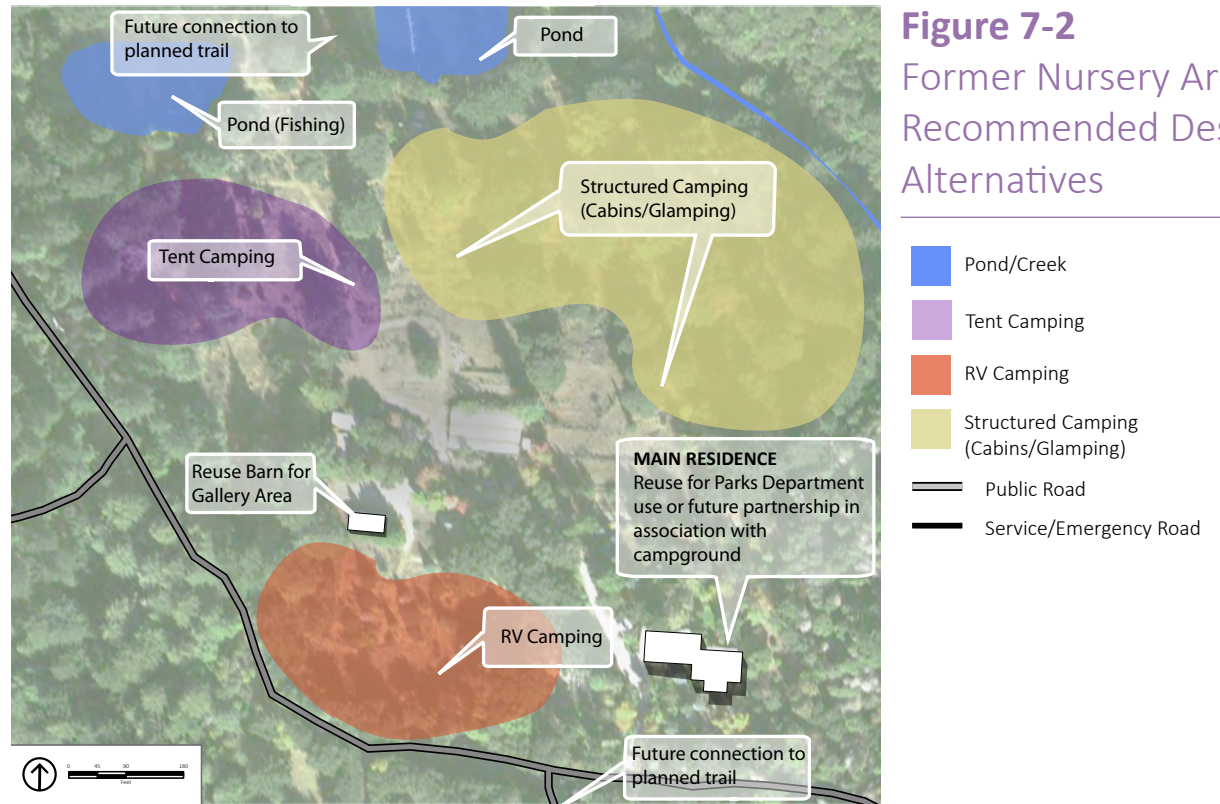 Figure 7-2
Former Nursery Ar
Recommended Des
Alternatives
Pond/Creek
Tent Camping
RV Camping
Structured Camping
(Cabins/Glamping)
Public Road
Service/Emergency Road
Future connection to
planned trail
Pond
Pond (Fishing)
Structured Camping
(Cabins/Glamping)
Tent Camping
Reuse Barn for
Gallery Area
MAIN RESIDENCE
Reuse for Parks Department
use or future partnership in
association with
campground
RV Camping
Future connection to
planned trail
0 45 90 180
Feet